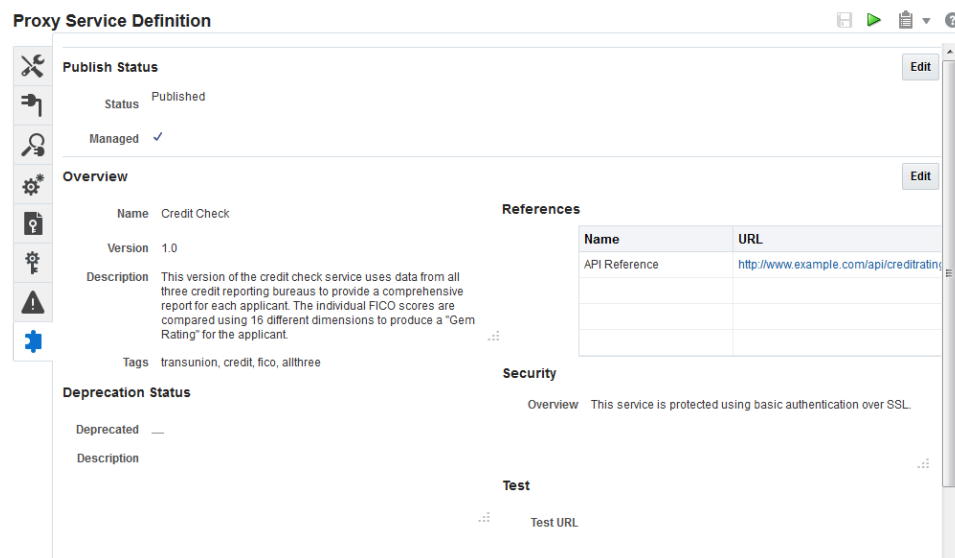 Proxy Service Definition
Publish Status
Edit
Status Published
Managed
Overview
Edit
Name Credit Check
Version 1.0
Description This version of the credit check service uses data from all
three credit reporting bureaus to provide a comprehensive
report for each applicant. The individual FICO scores are
compared using 16 different dimensions to produce a "Gem
Rating" for the applicant.
Tags transunion, credit, fico, allthree
Deprecation Status
Deprecated
Description
References
Name URL
API Reference http://www.example.com/api/creditrating
Security
Overview This service is protected using basic authentication over SSL.
Test
Test URL